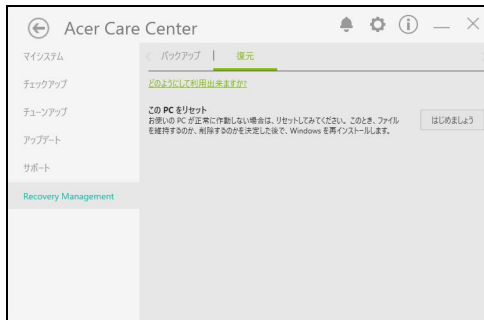 Acer Care Center
マイシステム
バックアップ
復元
チェックアップ
どのようにして利用出来ますか?
チューンアップ
この PC をリセット
お使いの PC が正常に作動しない場合は、リセットしてみてください。このとき、ファイル
を維持するのか、削除するのかを決定した後で、Windows を再インストールします。
はじめましょう
アップデート
サポート
Recovery Management